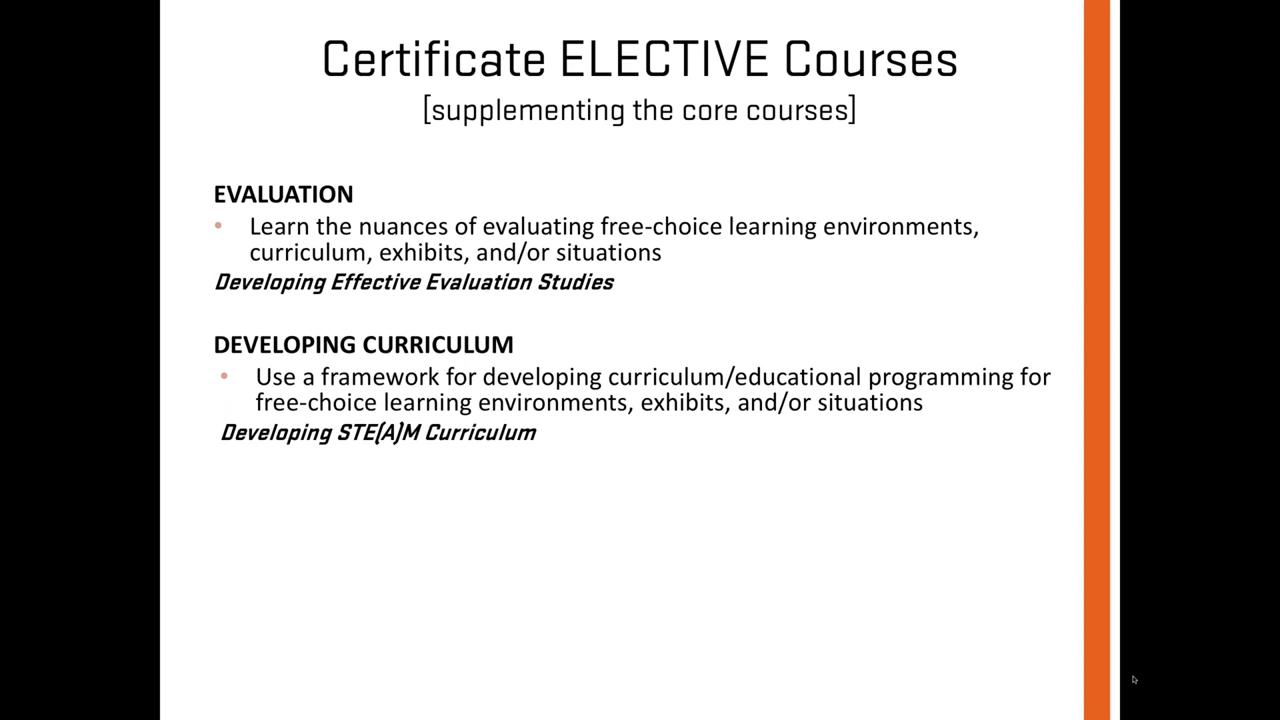 Certificate ELECTIVE Courses
[supplementing the core courses]
EVALUATION
• Learn the nuances of evaluating free-choice learning environments,
curriculum, exhibits, and/or situations
Developing Effective Evaluation Studies
DEVELOPING CURRICULUM
• Use a framework for developing curriculum/educational programming for
free-choice learning environments, exhibits, and/or situations
Developing STE(A)M Curriculum